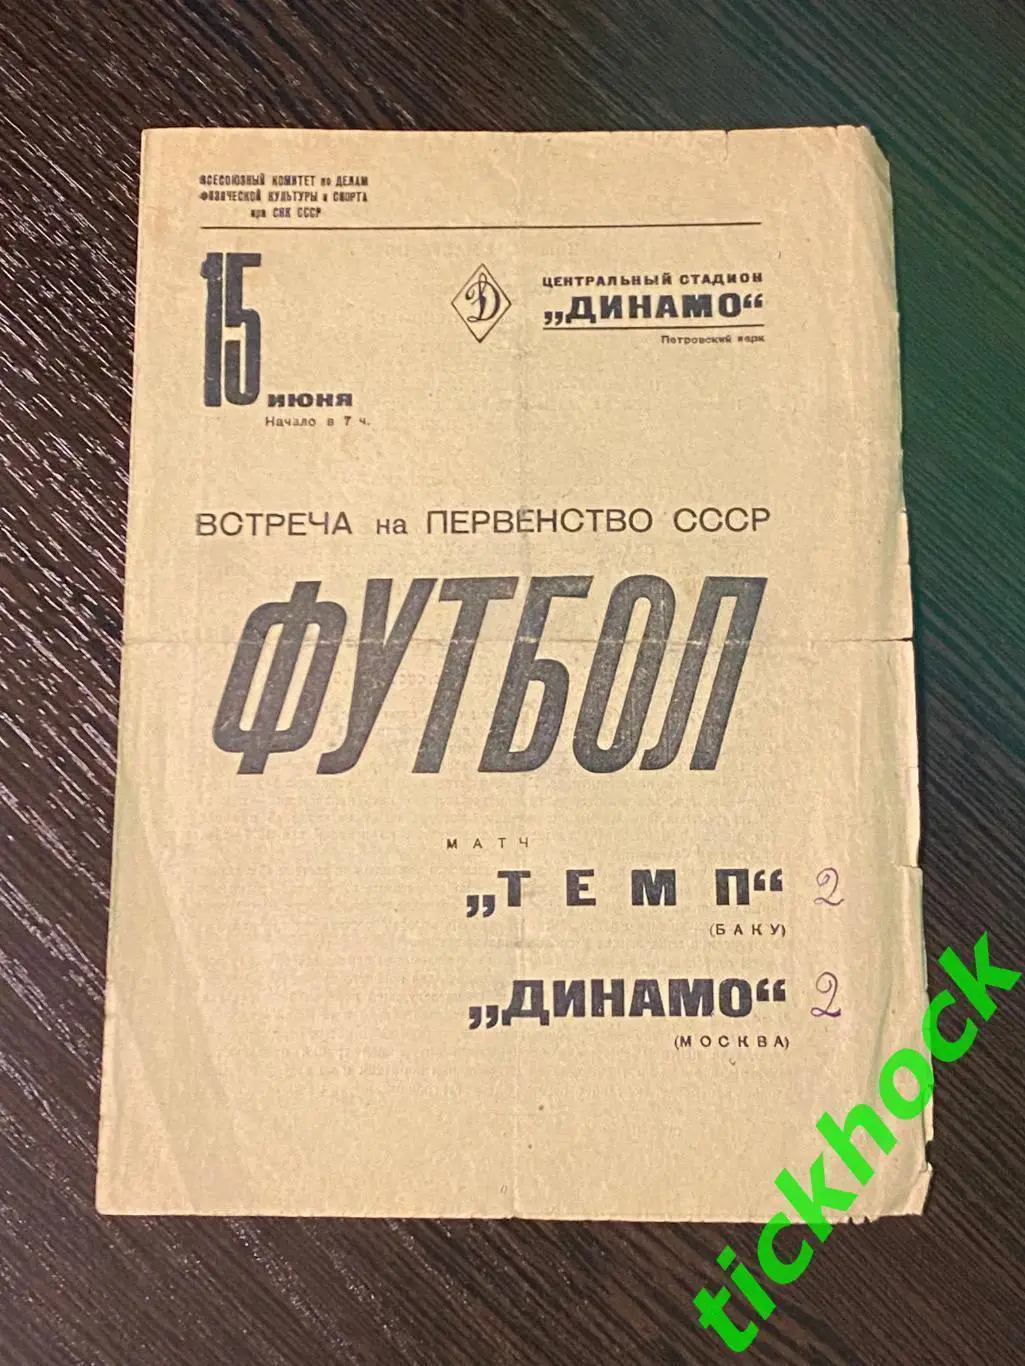 ВСЕСОЮЗНЫЙ КОМИТЕТ по ДЕЛАМ
ФИЗИЧЕСКОЙ КУЛЬТУРЫ и СПОРТА
при СНК СССР
15
ИЮНЯ
Начало в 7 ч.
Д
ЦЕНТРАЛЬНЫЙ СТАДИОН
„ДИНАМО“
Петровский парк
ВСТРЕЧА на ПЕРВЕНСТВО СССР
ФУТБОЛ
МАТЧ
„ТЕМП“ 2
(БАКУ)
„ДИНАМО“ 2
(МОСКВА)
tickhock